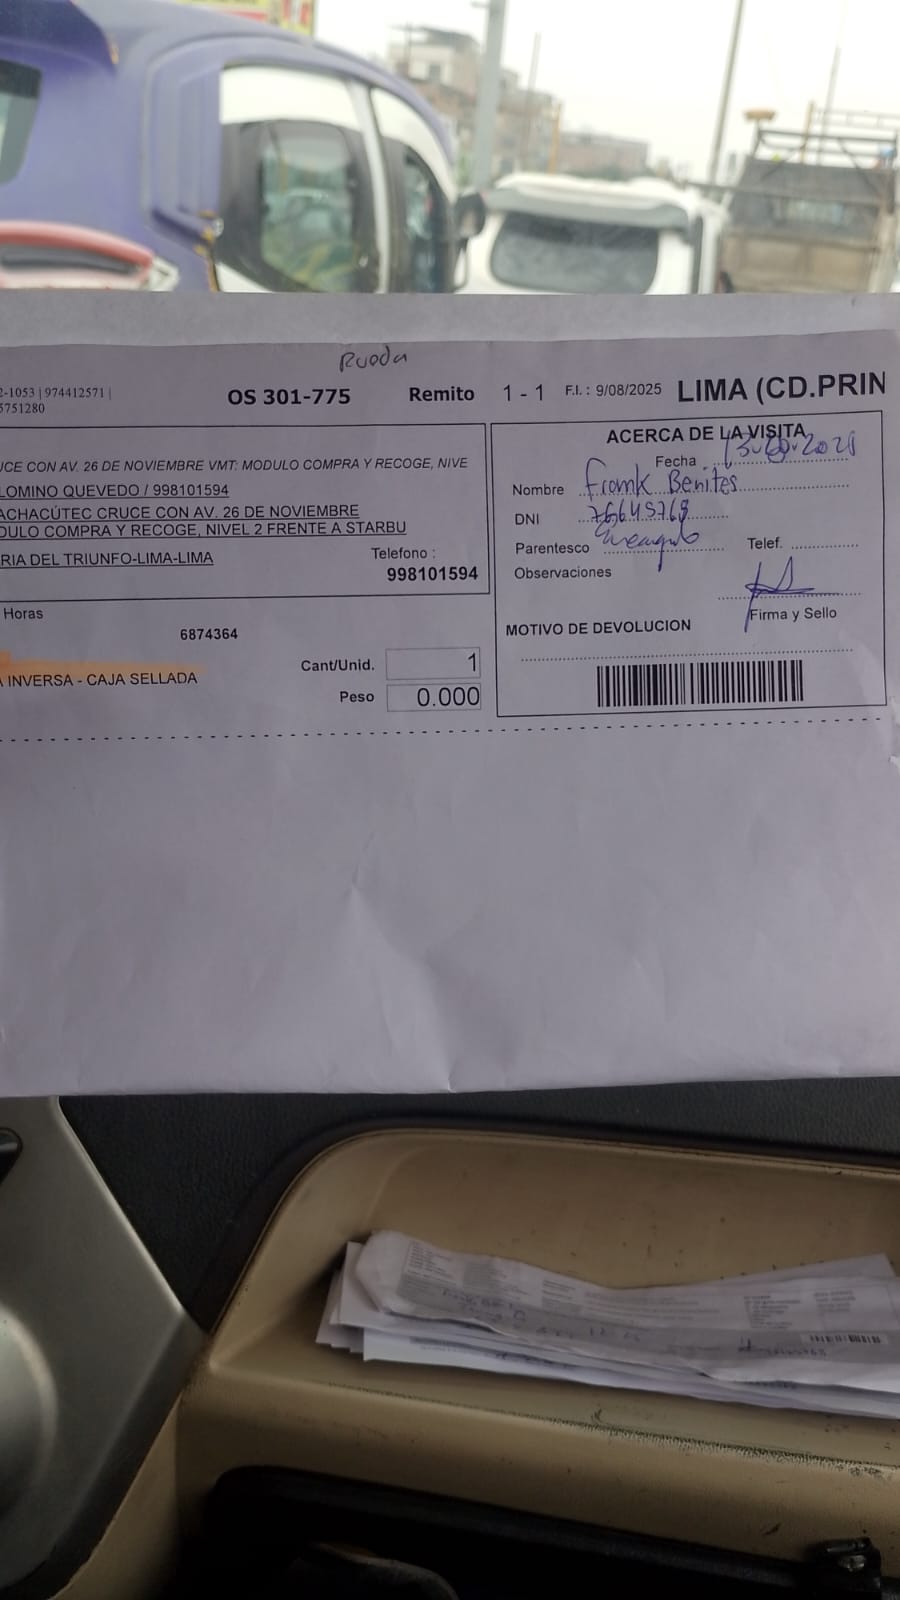 Rueda
2-1053 | 974412571 |
5751280
OS 301-775
Remito 1 - 1
F.I.: 9/08/2025
LIMA (CD.PRIN
UCE CON AV. 26 DE NOVIEMBRE VMT: MODULO COMPRA Y RECOGE, NIVE
LOMINO QUEVEDO / 998101594
ACHACÚTEC CRUCE CON AV. 26 DE NOVIEMBRE
DULO COMPRA Y RECOGE, NIVEL 2 FRENTE A STARBU
RIA DEL TRIUNFO-LIMA-LIMA
Telefono :
998101594
Horas
6874364
A INVERSA - CAJA SELLADA
Cant/Unid. 1
Peso 0.000
ACERCA DE LA VISITA
Fecha
Nombre Frank Benites
DNI 76645768
Parentesco
Telef.
Observaciones
Firma y Sello
MOTIVO DE DEVOLUCION